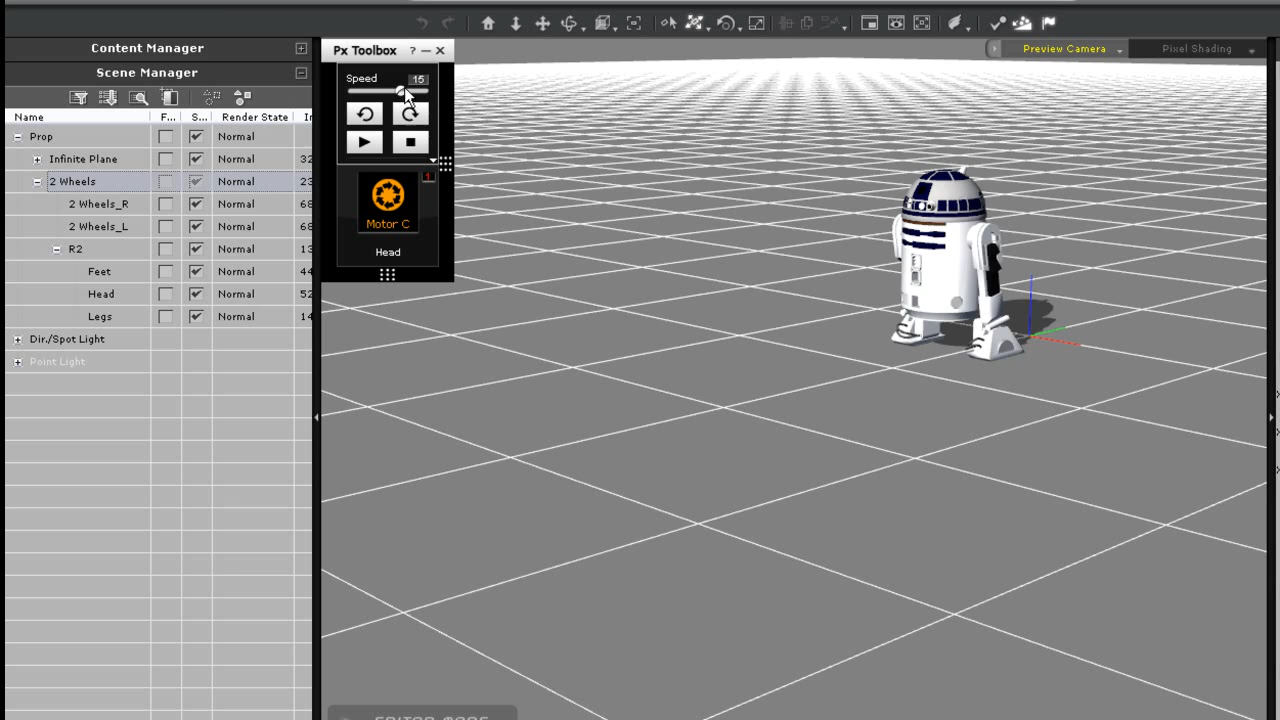 Content Manager
Scene Manager
Name F... S... Render State
Prop Normal
Infinite Plane Normal 32
2 Wheels Normal 23
2 Wheels_R Normal 68
2 Wheels_L Normal 68
R2 Normal 13
Feet Normal 44
Head Normal 52
Legs Normal 14
Dir./Spot Light
Point Light
Px Toolbox ?
Speed 15
1
Motor C
Head
Preview Camera
Pixel Shading
EDITOR MODE